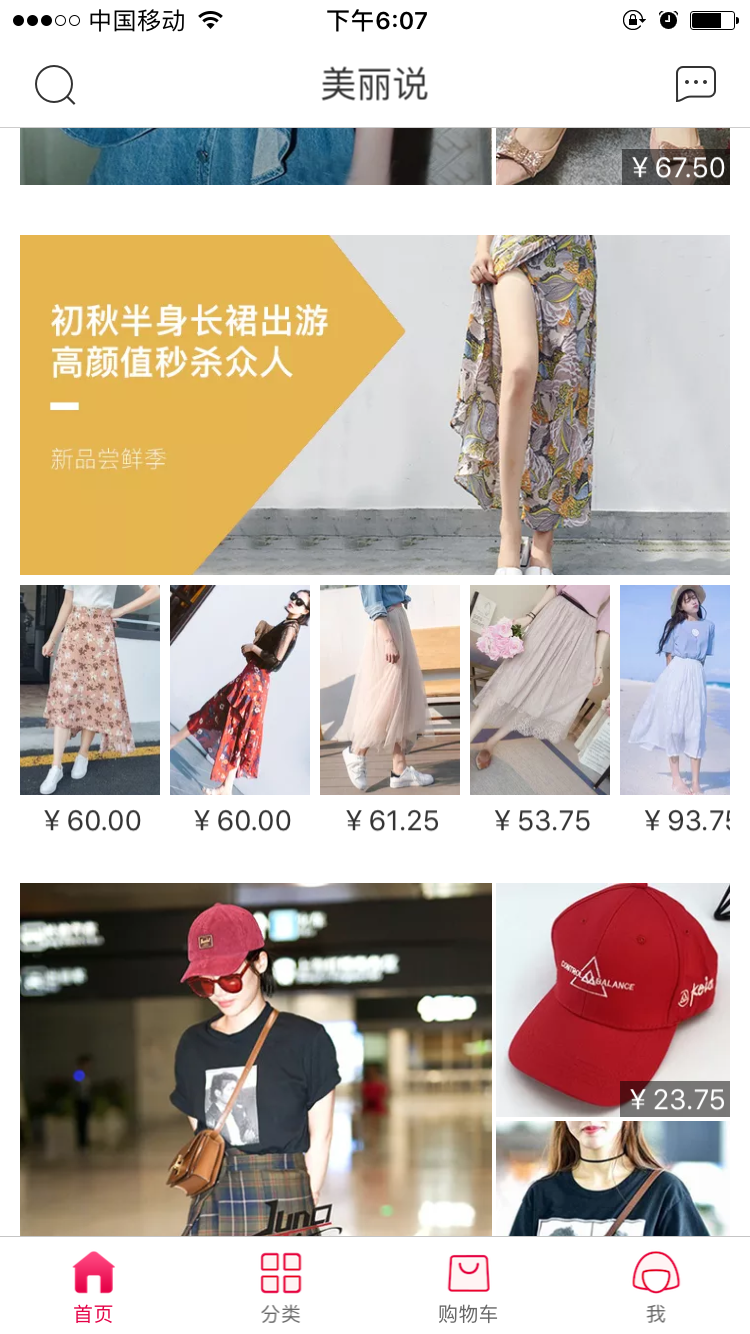 中国移动
下午6:07
美丽说
¥ 67.50
初秋半身长裙出游
高颜值秒杀众人
新品尝鲜季
¥ 60.00
¥ 60.00
¥ 61.25
¥ 53.75
¥ 93.75
CONTROL BALANCE
¥ 23.75
首页
分类
购物车
我